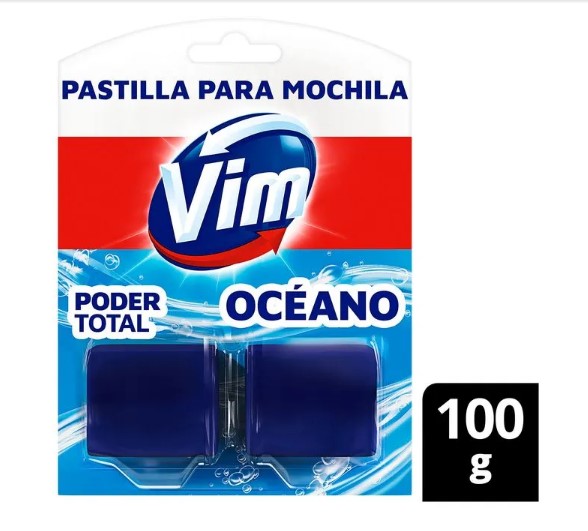 PASTILLA PARA MOCHILA
Vim
PODER
TOTAL
OCÉANO
100
g